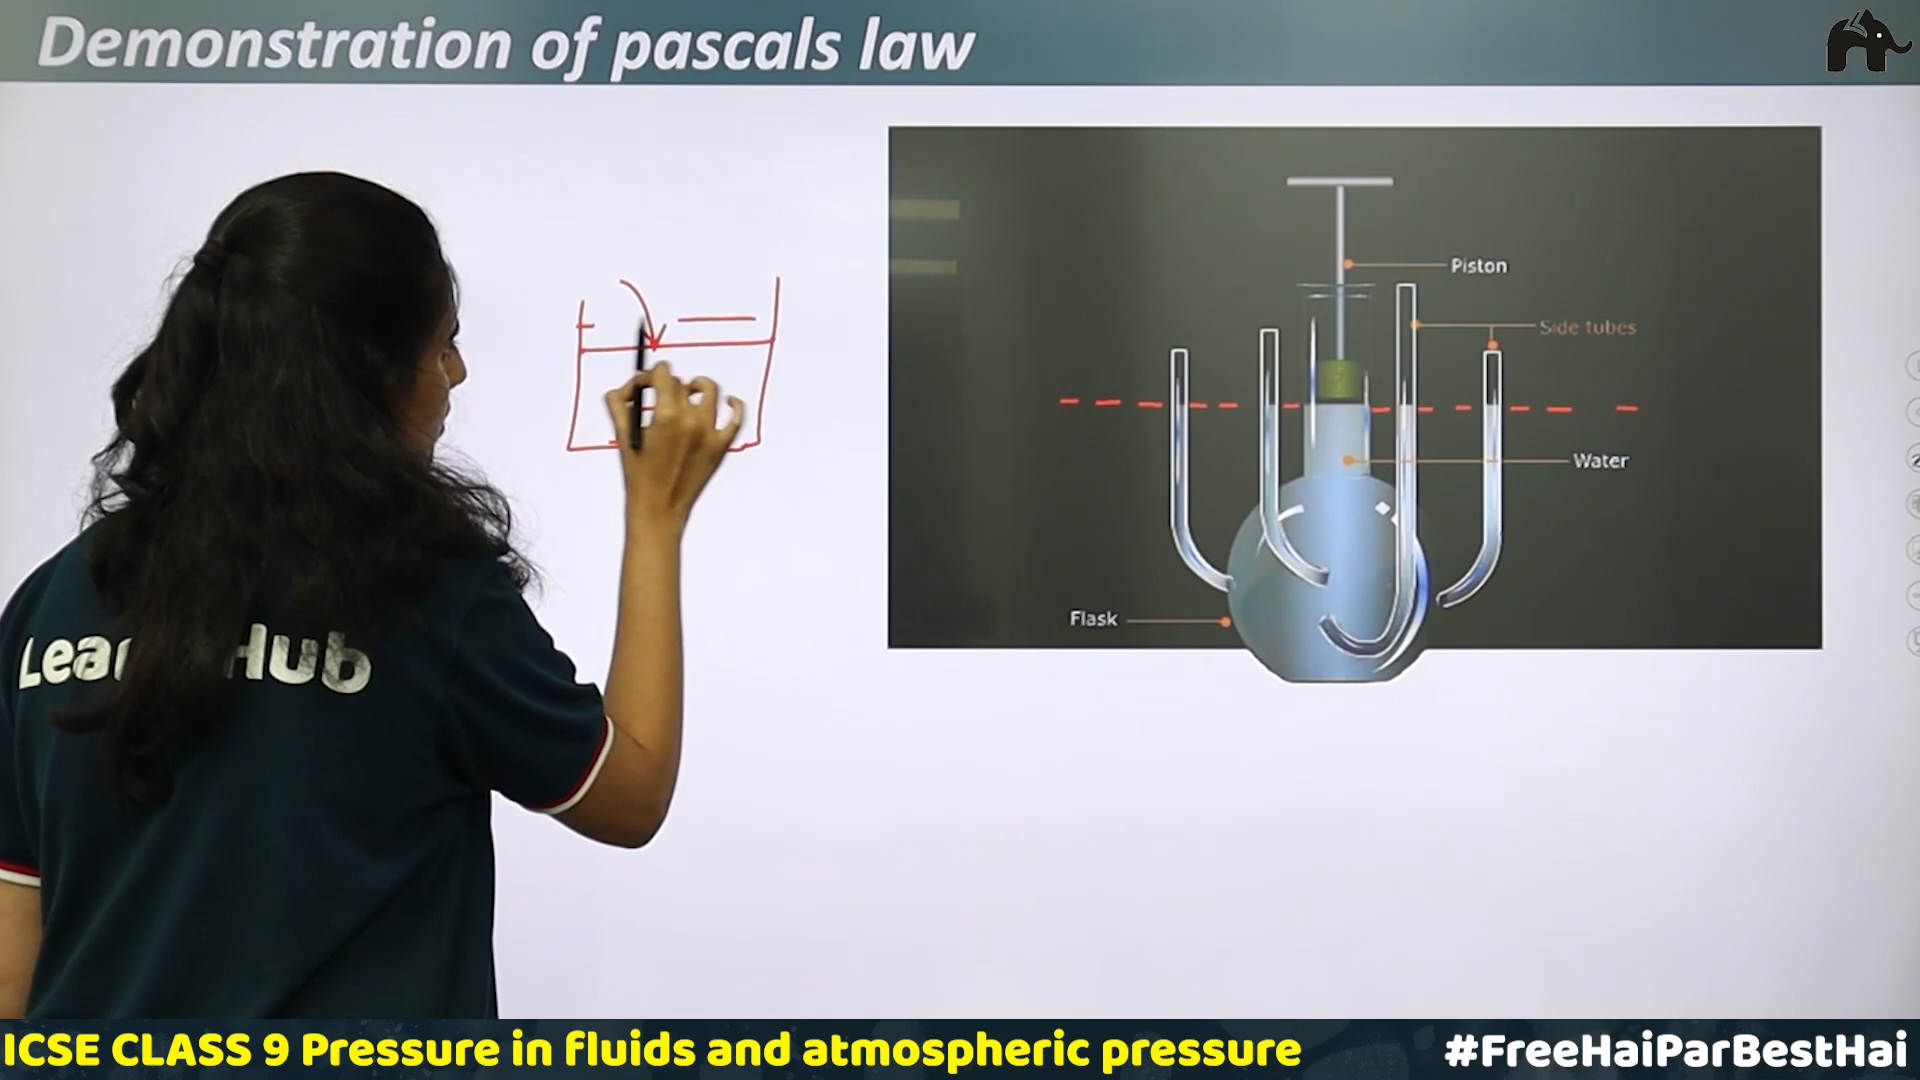 Demonstration of pascals law
Piston
Side tubes
Water
Flask
Hub
ICSE CLASS 9 Pressure in fluids and atmospheric pressure
#FreeHaiParBestHai